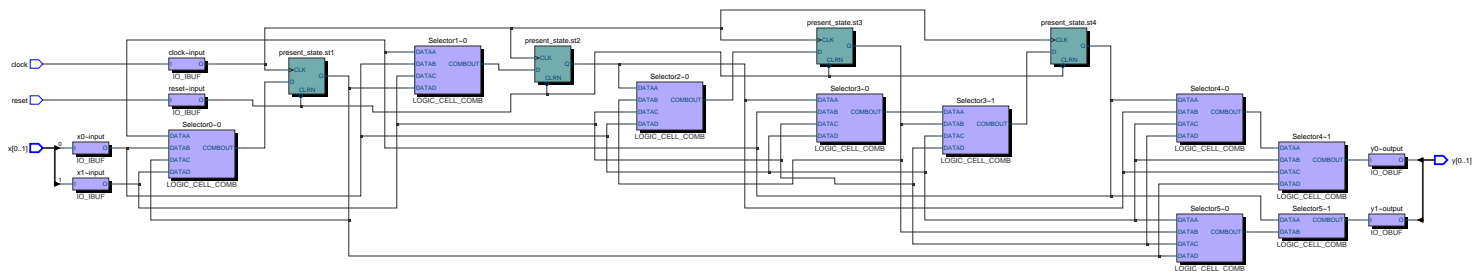 clock
reset
x[0..1]
clock~input
I
O
IO_IBUF
reset~input
I
O
IO_IBUF
0
x0~input
I
O
IO_IBUF
1
x1~input
I
O
IO_IBUF
Selector0~0
DATAA
DATAB
DATAC
DATAD
COMBOUT
LOGIC_CELL_COMB
present_state.st1
CLK
D
Q
CLRN
Selector1~0
DATAA
DATAB
DATAC
DATAD
COMBOUT
LOGIC_CELL_COMB
present_state.st2
CLK
D
Q
CLRN
Selector2~0
DATAA
DATAB
DATAC
DATAD
COMBOUT
LOGIC_CELL_COMB
present_state.st3
CLK
D
Q
CLRN
Selector3~0
DATAA
DATAB
DATAC
DATAD
COMBOUT
LOGIC_CELL_COMB
Selector3~1
DATAA
DATAB
DATAC
DATAD
COMBOUT
LOGIC_CELL_COMB
present_state.st4
CLK
D
Q
CLRN
Selector4~0
DATAA
DATAB
DATAC
DATAD
COMBOUT
LOGIC_CELL_COMB
Selector4~1
DATAA
DATAB
DATAC
DATAD
COMBOUT
LOGIC_CELL_COMB
Selector5~0
DATAA
DATAB
DATAC
DATAD
COMBOUT
LOGIC_CELL_COMB
Selector5~1
DATAA
DATAB
COMBOUT
LOGIC_CELL_COMB
y0~output
I
O
IO_OBUF
y1~output
I
O
IO_OBUF
y[0..1]